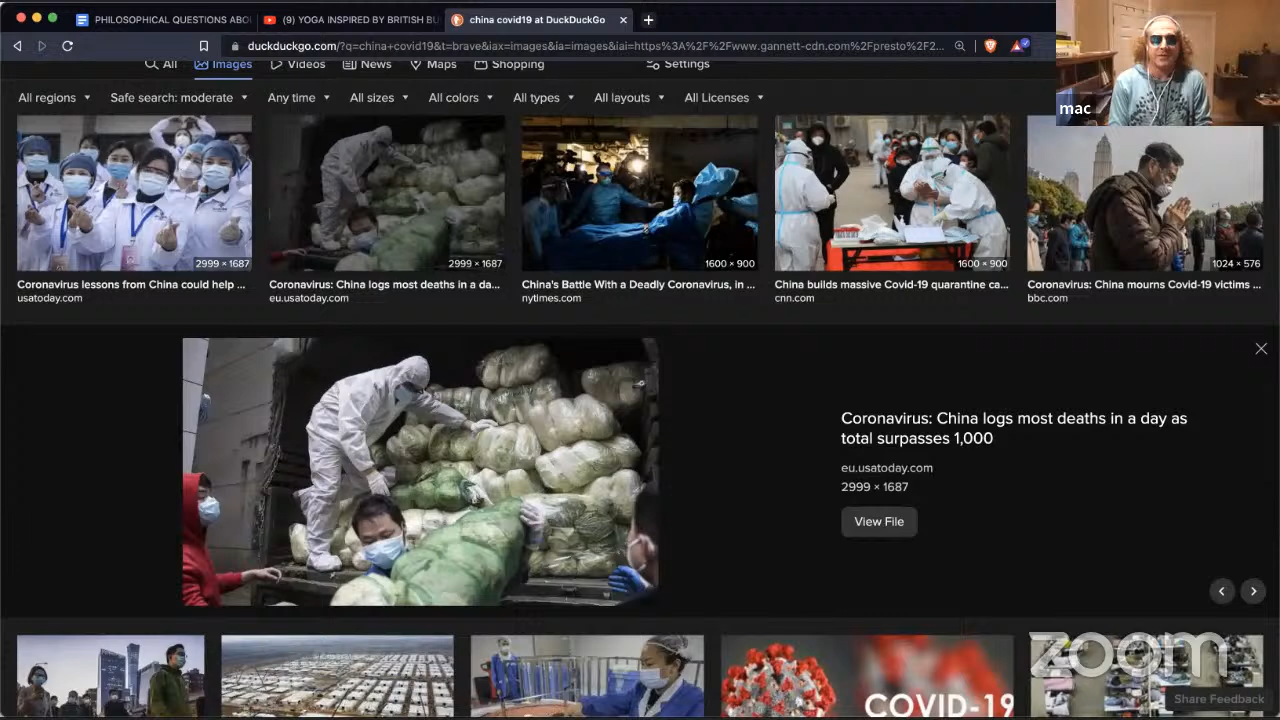 PHILOSOPHICAL QUESTIONS ABO
(9) YOGA INSPIRED BY BRITISH BU
china covid19 at DuckDuckGo
duckduckgo.com/?q=china+covid19&t=brave&iax=images&ia=images&iai=https%3A%2F%2Fwww.gannett-cdn.com%2Fpresto%2F2...
mac
All
Images
Videos
News
Maps
Shopping
Settings
All regions
Safe search: moderate
Any time
All sizes
All colors
All types
All layouts
All Licenses
2999 × 1687
2999 × 1687
1600 × 900
1600 × 900
1024 × 576
Coronavirus lessons from China could help ...
usatoday.com
Coronavirus: China logs most deaths in a da...
eu.usatoday.com
China's Battle With a Deadly Coronavirus, in ...
nytimes.com
China builds massive Covid-19 quarantine ca...
cnn.com
Coronavirus: China mourns Covid-19 victims ...
bbc.com
Coronavirus: China logs most deaths in a day as
total surpasses 1,000
eu.usatoday.com
2999 × 1687
View File
COVID-19
zoom
Share Feedback